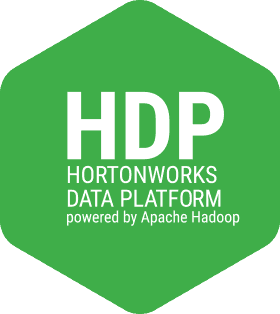 HDP
HORTONWORKS
DATA PLATFORM
powered by Apache Hadoop